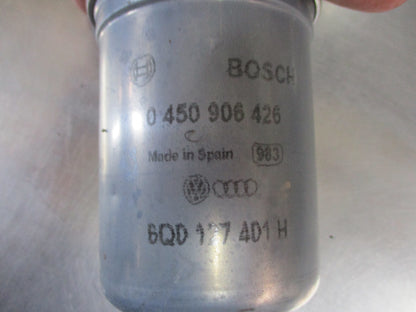 BOSCH
0 450 906 426
C
Made in Spain 983
6Q0 127 401 H